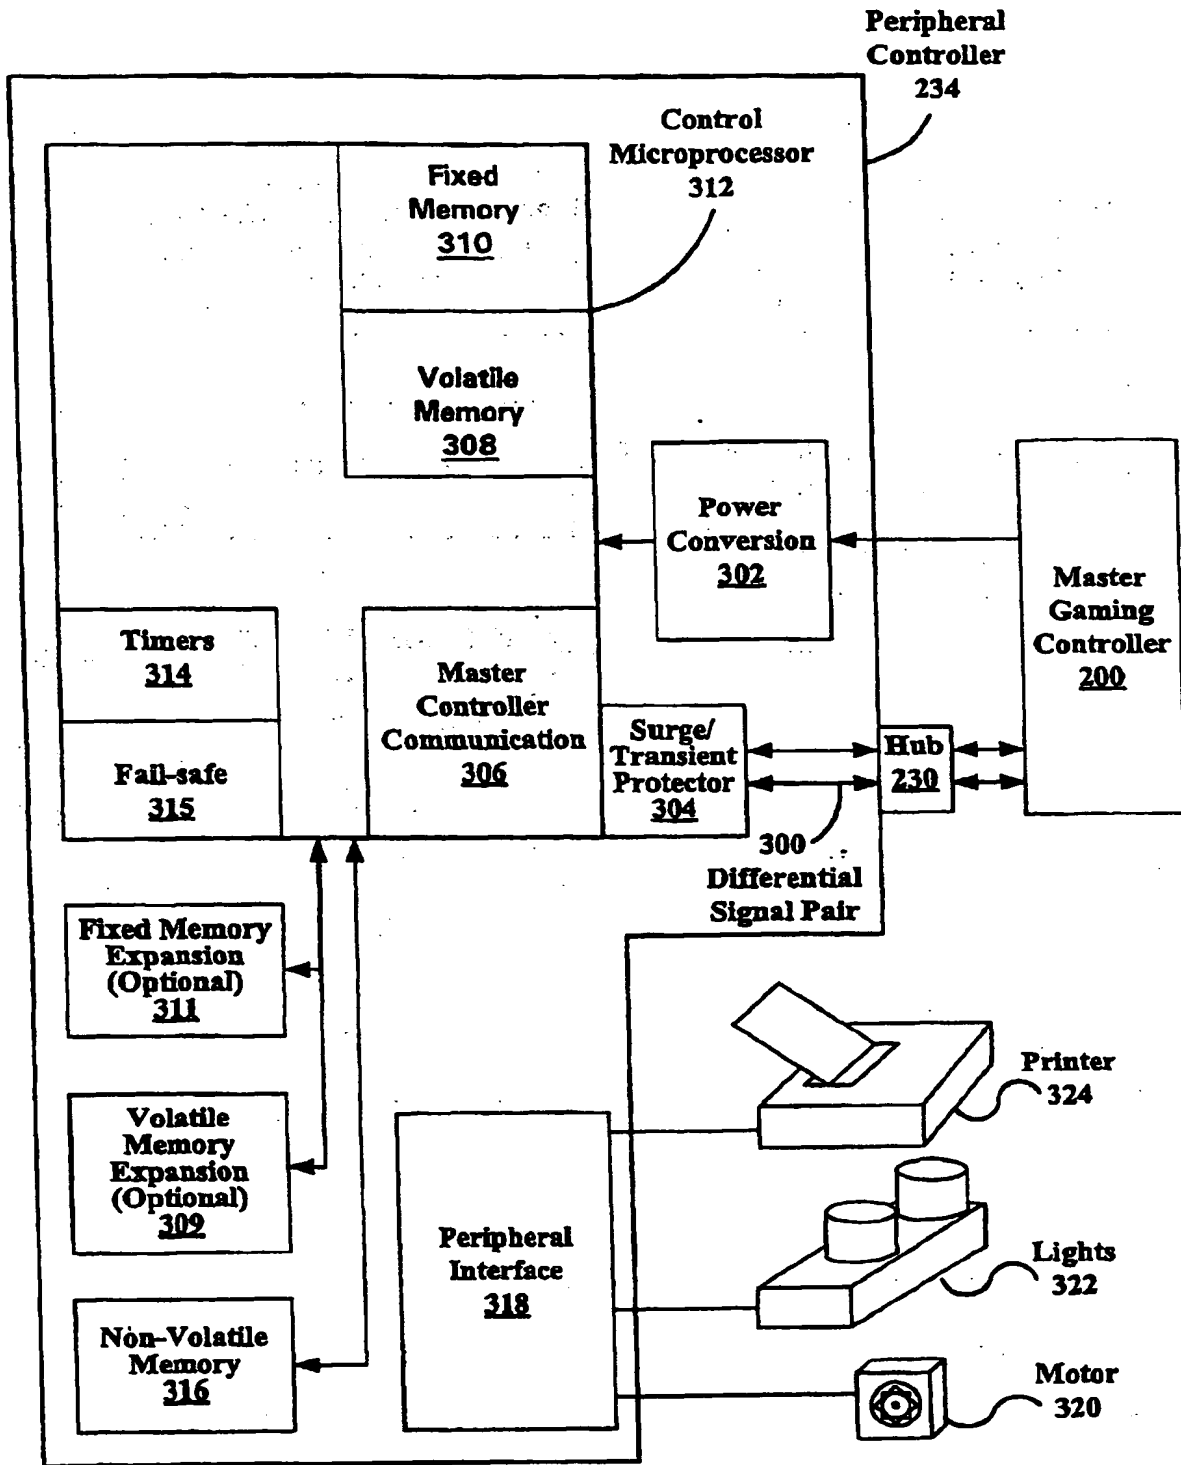 Peripheral
Controller
234
Control
Microprocessor
312
Fixed
Memory
310
Volatile
Memory
308
Power
Conversion
302
Master
Gaming
Controller
200
Timers
314
Fail-safe
315
Master
Controller
Communication
306
Surge/
Transient
Protector
304
Hub
230
300
Differential
Signal Pair
Fixed Memory
Expansion
(Optional)
311
Volatile
Memory
Expansion
(Optional)
309
Non-Volatile
Memory
316
Peripheral
Interface
318
Printer
324
Lights
322
Motor
320